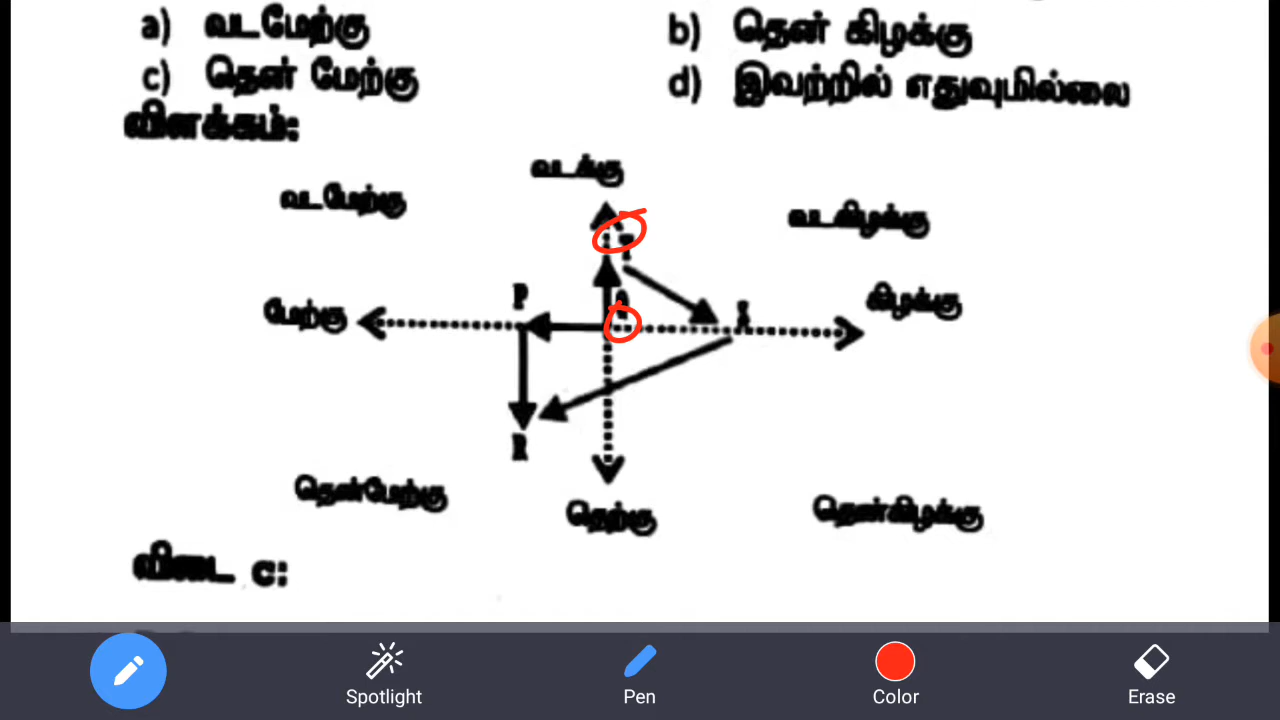 a) வடமேற்கு b) தென் கிழக்கு
c) தென் மேற்கு d) இவற்றில் எதுவுமில்லை
விளக்கம்:
வடக்கு
வடமேற்கு வடகிழக்கு
P
மேற்கு கிழக்கு
R
தென்மேற்கு தெற்கு தென்கிழக்கு
விடை c:
Spotlight Pen Color Erase